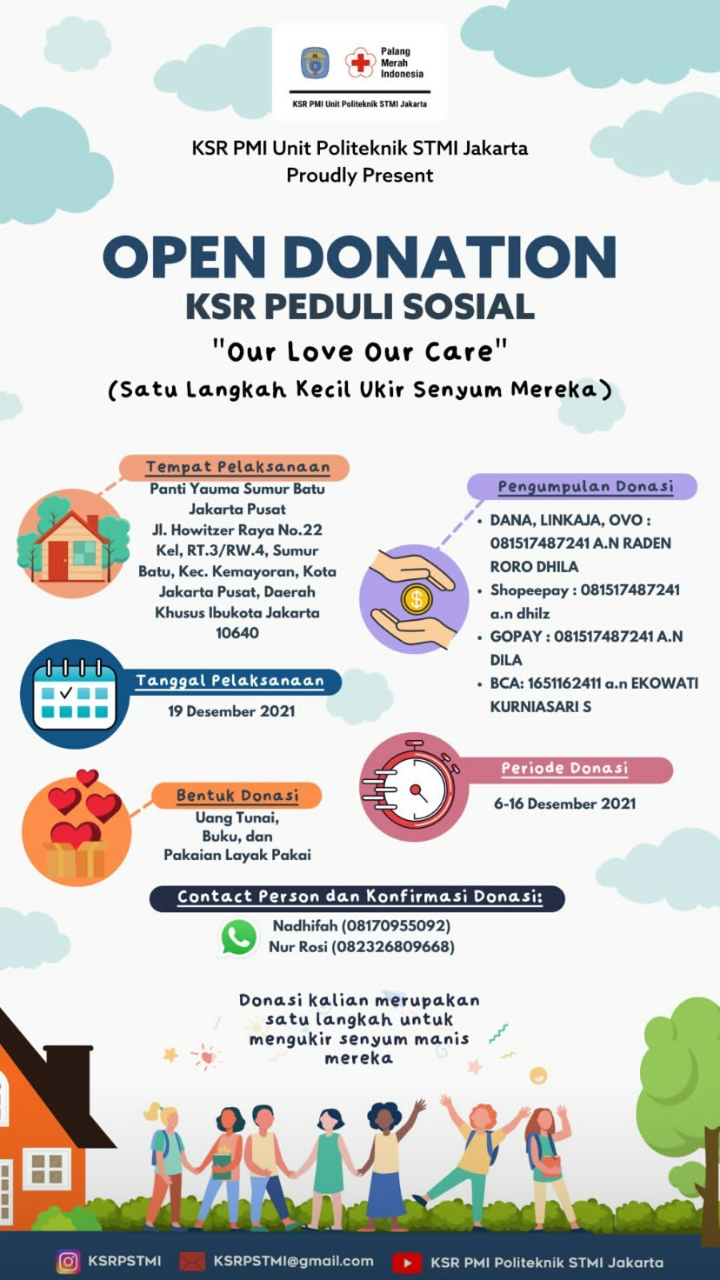 Palang
Merah
Indonesia
KSR PMI Unit Politeknik STMI Jakarta
KSR PMI Unit Politeknik STMI Jakarta
Proudly Present
OPEN DONATION
KSR PEDULI SOSIAL
"Our Love Our Care"
(Satu Langkah Kecil Ukir Senyum Mereka)
Tempat Pelaksanaan
Panti Yauma Sumur Batu
Jakarta Pusat
Jl. Howitzer Raya No.22
Kel, RT.3/RW.4, Sumur
Batu, Kec. Kemayoran, Kota
Jakarta Pusat, Daerah
Khusus Ibukota Jakarta
10640
Tanggal Pelaksanaan
19 Desember 2021
Bentuk Donasi
Uang Tunai,
Buku, dan
Pakaian Layak Pakai
Pengumpulan Donasi
• DANA, LINKAJA, OVO :
081517487241 A.N RADEN
RORO DHILA
• Shopeepay : 081517487241
a.n dhilz
• GOPAY : 081517487241 A.N
DILA
• BCA: 1651162411 a.n EKOWATI
KURNIASARI S
Periode Donasi
6-16 Desember 2021
Contact Person dan Konfirmasi Donasi:
Nadhifah (08170955092)
Nur Rosi (082326809668)
Donasi kalian merupakan
satu langkah untuk
mengukir senyum manis
mereka
KSRPSTMI
KSRPSTMI@gmail.com
KSR PMI Politeknik STMI Jakarta